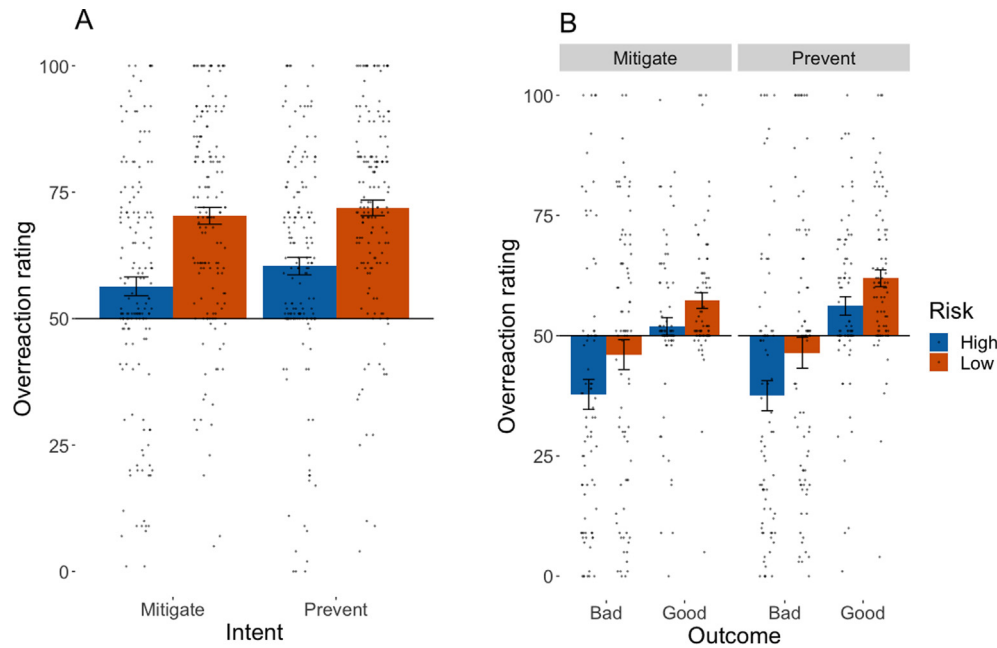 A
Overreaction rating
100
75
50
25
0
Mitigate Prevent
Intent
B
Mitigate Prevent
Overreaction rating
100
75
50
25
0
Bad Good Bad Good
Outcome
Risk
High
Low